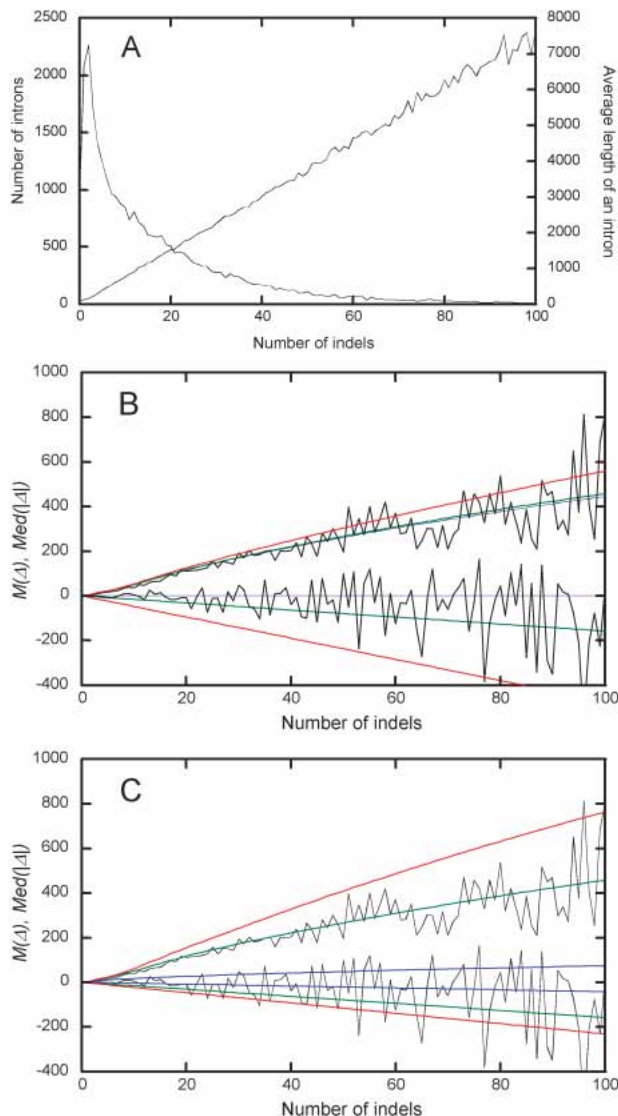 A
2500
2000
1500
1000
500
0
8000
7000
6000
5000
4000
3000
2000
1000
0
Number of introns
Average length of an intron
0 20 40 60 80 100
Number of indels
B
1000
800
600
400
200
0
-200
-400
M(Δ), Med(|Δ|)
0 20 40 60 80 100
Number of indels
C
1000
800
600
400
200
0
-200
-400
M(Δ), Med(|Δ|)
0 20 40 60 80 100
Number of indels